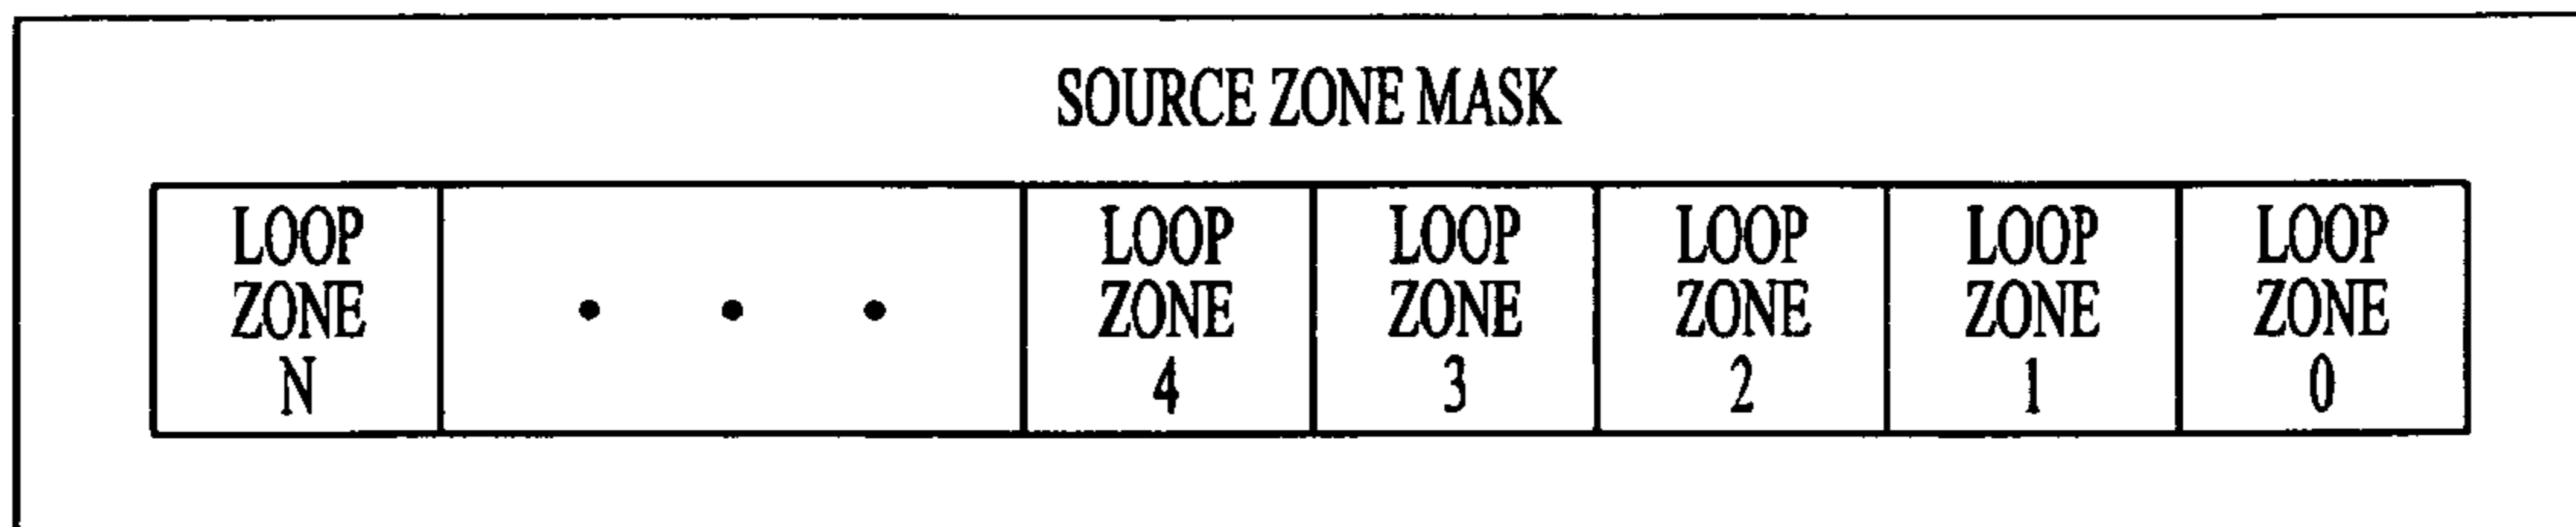 SOURCE ZONE MASK
LOOP ZONE N
• • •
LOOP ZONE 4
LOOP ZONE 3
LOOP ZONE 2
LOOP ZONE 1
LOOP ZONE 0